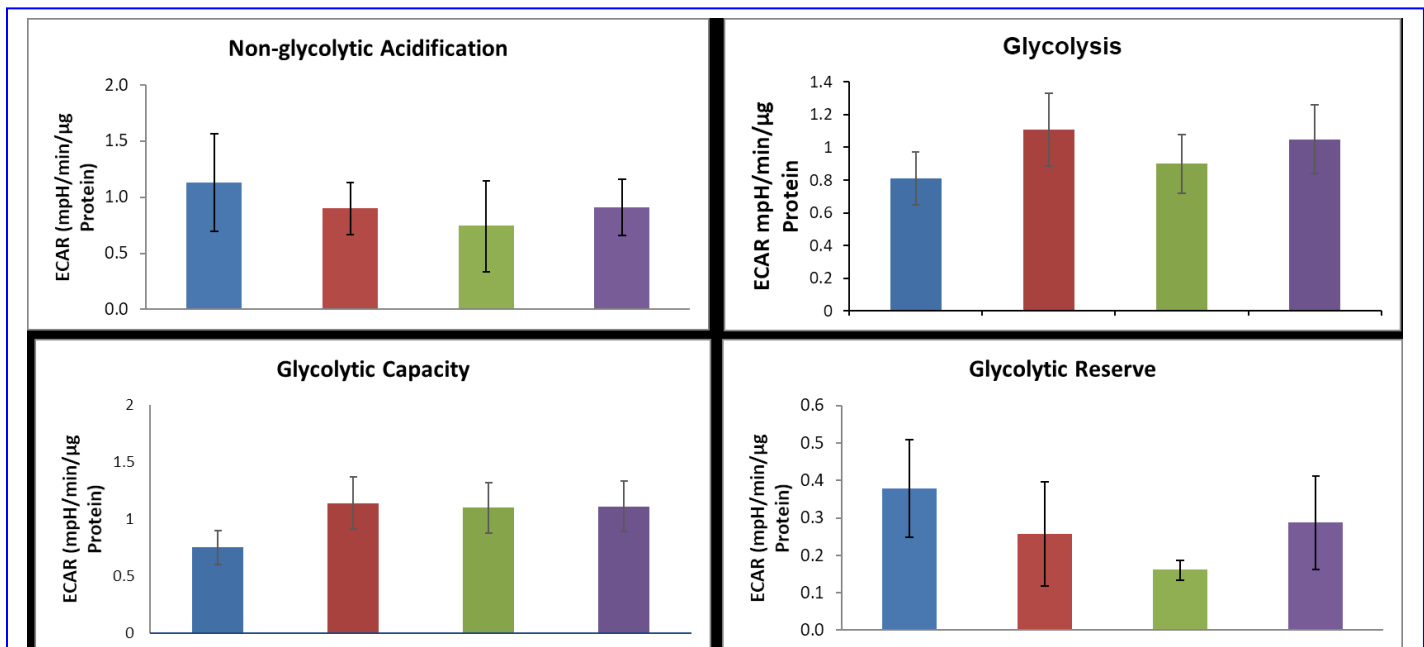 Non-glycolytic Acidification
ECAR (mpH/min/µg
Protein)
2.0
1.5
1.0
0.5
0.0
Glycolysis
ECAR mpH/min/µg
Protein
1.4
1.2
1
0.8
0.6
0.4
0.2
0
Glycolytic Capacity
ECAR (mpH/min/µg
Protein)
2
1.5
1
0.5
0
Glycolytic Reserve
ECAR (mpH/min/µg
Protein)
0.6
0.5
0.4
0.3
0.2
0.1
0.0